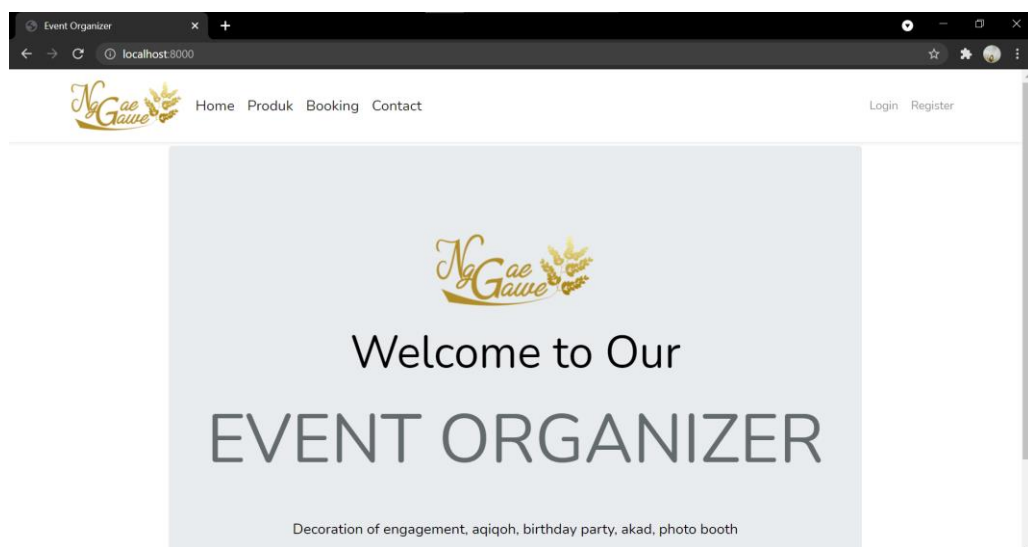 Event Organizer
localhost:8000
NgGae Gawe Home Produk Booking Contact Login Register
NgGae
Gawe
Welcome to Our
EVENT ORGANIZER
Decoration of engagement, aqiqoh, birthday party, akad, photo booth